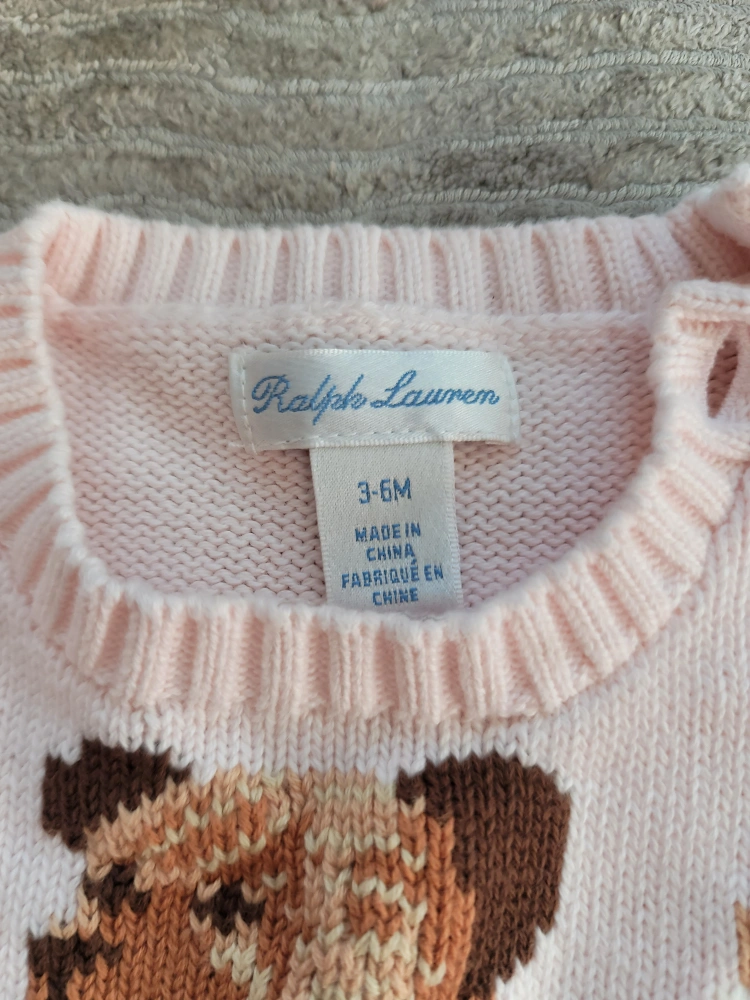 Ralph Lauren
3-6M
MADE IN
CHINA
FABRIQUÉ EN
CHINE